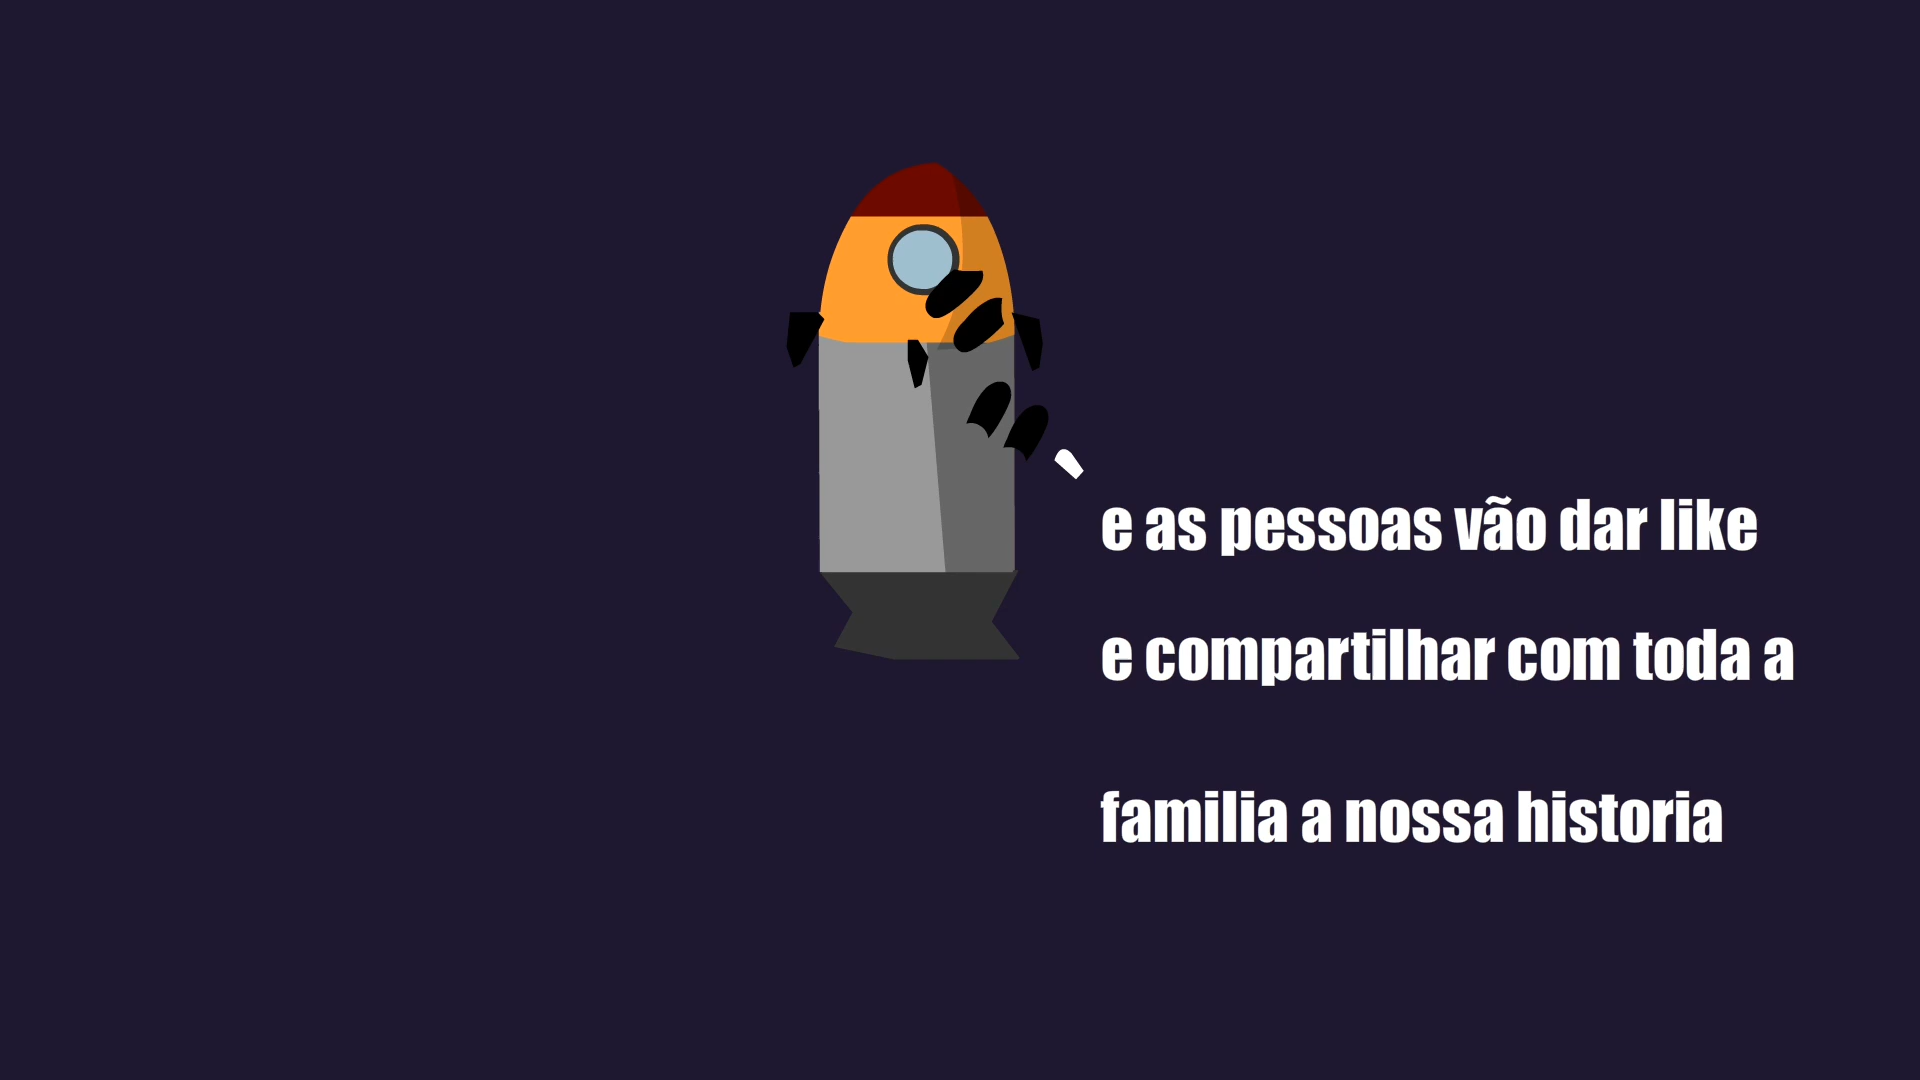 e as pessoas vão dar like
e compartilhar com toda a
familia a nossa historia